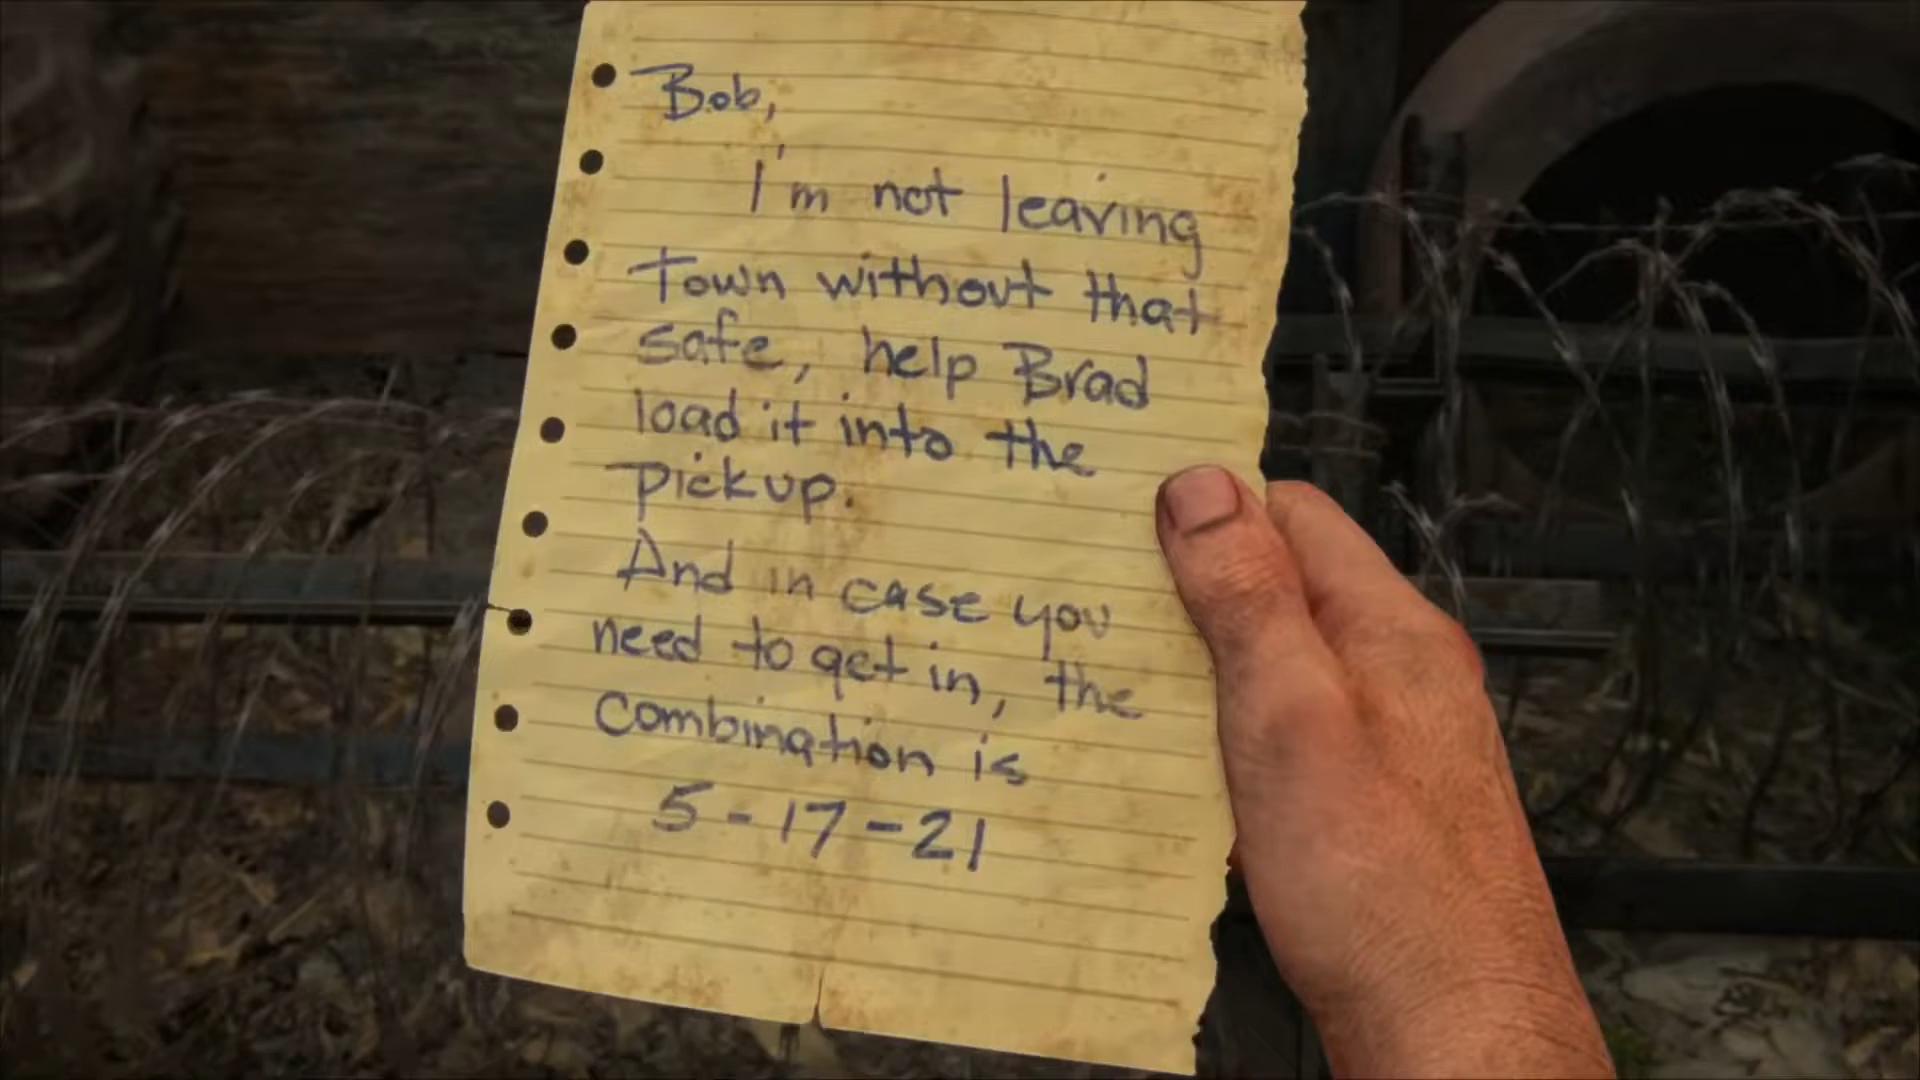 Bob,
I'm not leaving
Town without that
safe, help Brad
load it into the
pickup.
And in case you
need to get in, the
combination is
5-17-21